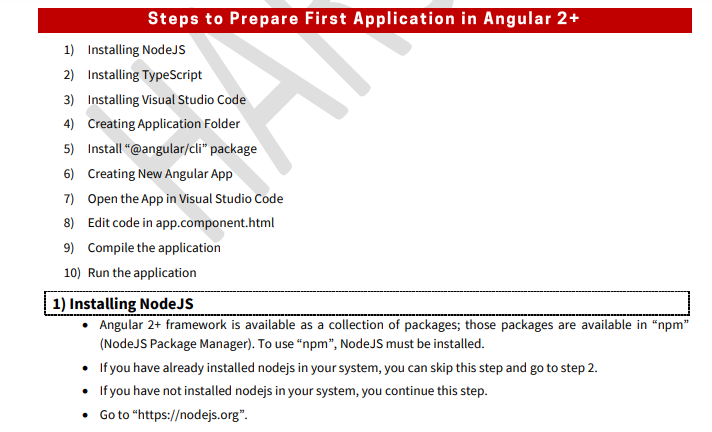 Steps to Prepare First Application in Angular 2+
1) Installing NodeJS
2) Installing TypeScript
3) Installing Visual Studio Code
4) Creating Application Folder
5) Install “@angular/cli” package
6) Creating New Angular App
7) Open the App in Visual Studio Code
8) Edit code in app.component.html
9) Compile the application
10) Run the application
1) Installing NodeJS
• Angular 2+ framework is available as a collection of packages; those packages are available in “npm”
(NodeJS Package Manager). To use “npm”, NodeJS must be installed.
• If you have already installed nodejs in your system, you can skip this step and go to step 2.
• If you have not installed nodejs in your system, you continue this step.
• Go to “https://nodejs.org”.